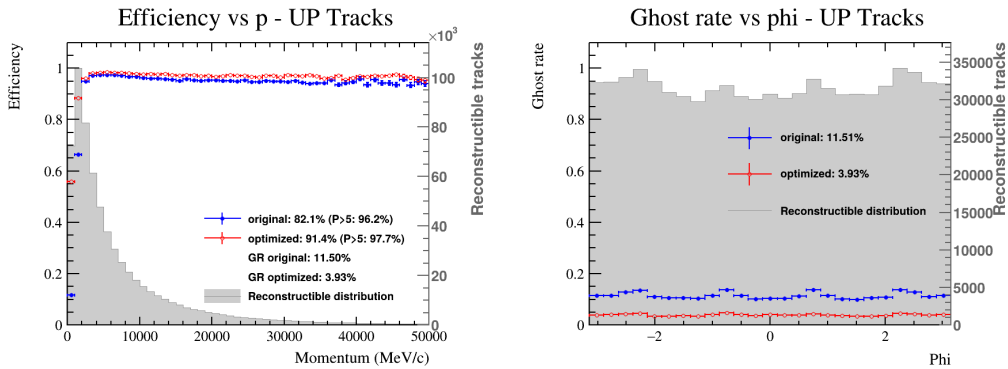 Efficiency vs p - UP Tracks
×10³
Efficiency
1
0.8
0.6
0.4
0.2
0
100
80
60
40
20
0
Reconstructible tracks
original: 82.1% (P>5: 96.2%)
optimized: 91.4% (P>5: 97.7%)
GR original: 11.50%
GR optimized: 3.93%
Reconstructible distribution
0 10000 20000 30000 40000 50000
Momentum (MeV/c)
Ghost rate vs phi - UP Tracks
Ghost rate
1
0.8
0.6
0.4
0.2
0
35000
30000
25000
20000
15000
10000
5000
0
Reconstructible tracks
original: 11.51%
optimized: 3.93%
Reconstructible distribution
−2 0 2
Phi